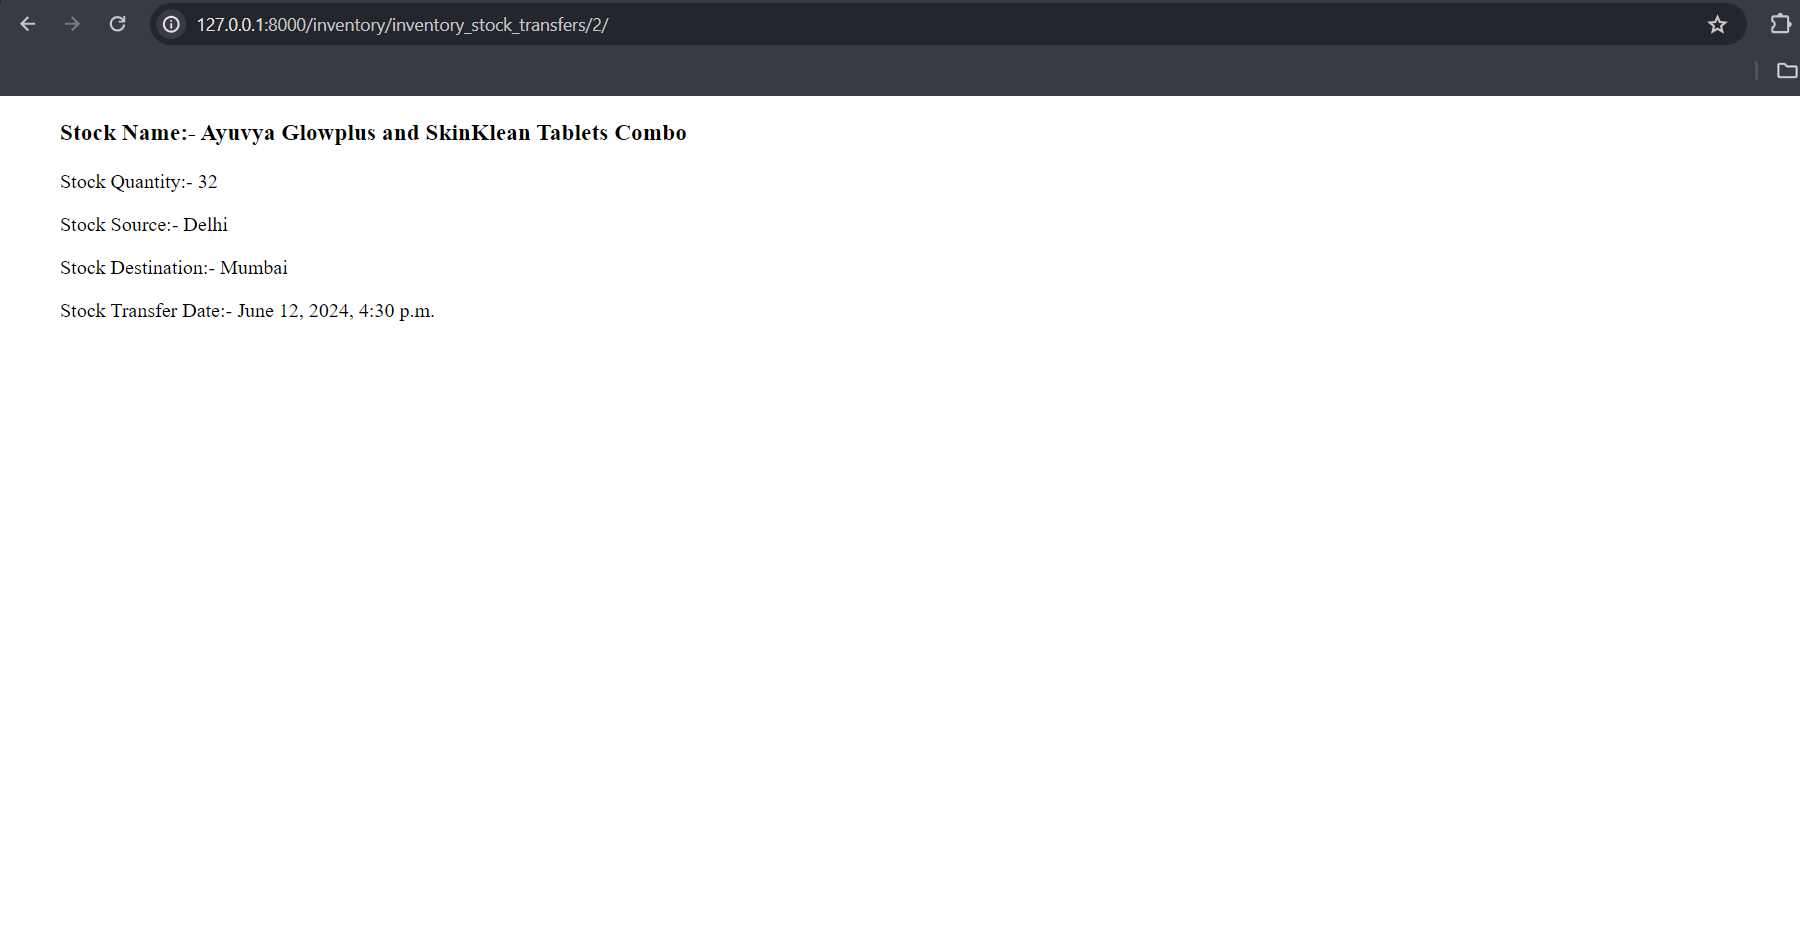 127.0.0.1:8000/inventory/inventory_stock_transfers/2/
Stock Name:- Ayuvya Glowplus and SkinKlean Tablets Combo
Stock Quantity:- 32
Stock Source:- Delhi
Stock Destination:- Mumbai
Stock Transfer Date:- June 12, 2024, 4:30 p.m.